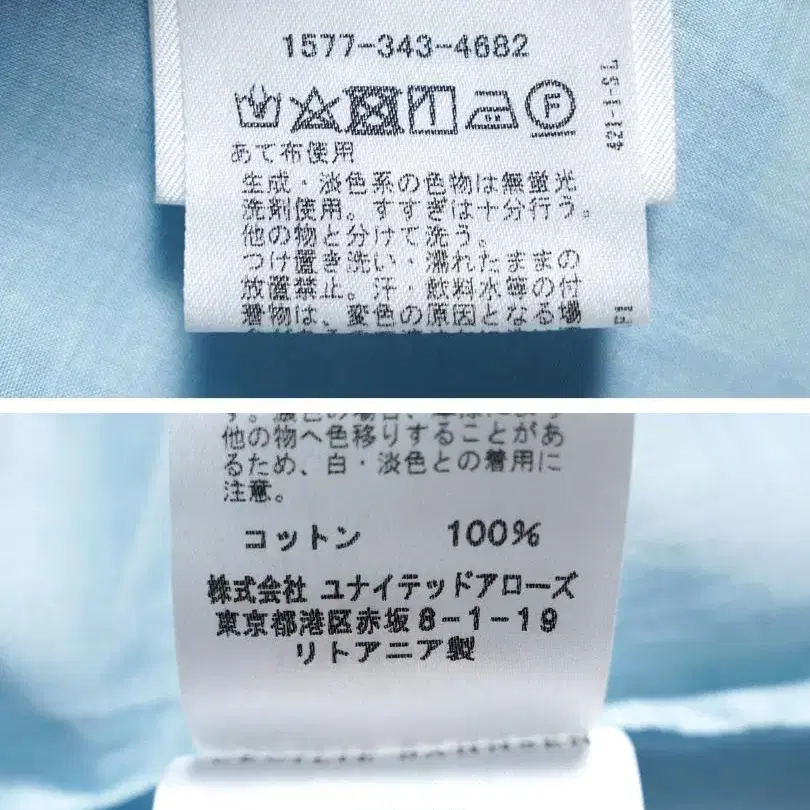 1577-343-4682
F
421-1-5L
あて布使用
生成・淡色系の色物は無蛍光
洗剤使用。すすぎは十分行う。
他の物と分けて洗う。
つけ置き洗い・濡れたままの
放置禁止。汗・飲料水等の付
着物は、変色の原因となる場
他の物へ色移りすることがあ
るため、白・淡色との着用に
注意。
コットン 100%
株式会社 ユナイテッドアローズ
東京都港区赤坂8-1-19
リトアニア製